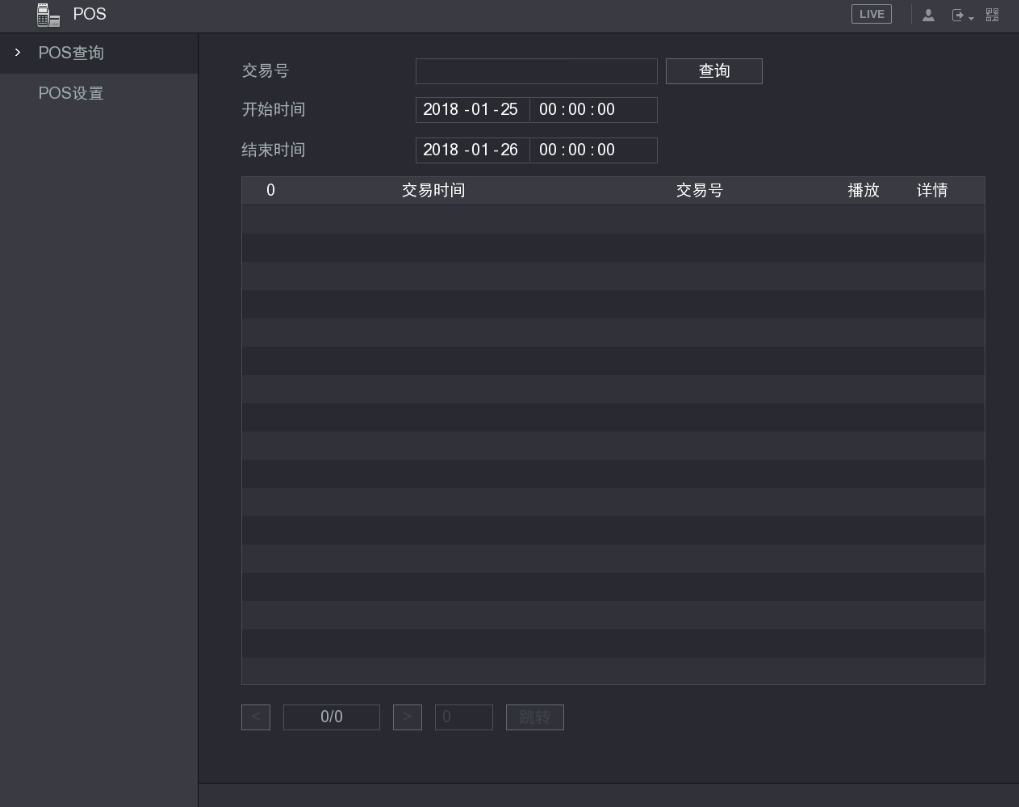 POS LIVE
POS查询
POS设置
交易号 查询
开始时间 2018 -01 -25 00 : 00 : 00
结束时间 2018 -01 -26 00 : 00 : 00
0 交易时间 交易号 播放 详情
< 0/0 > 0 跳转